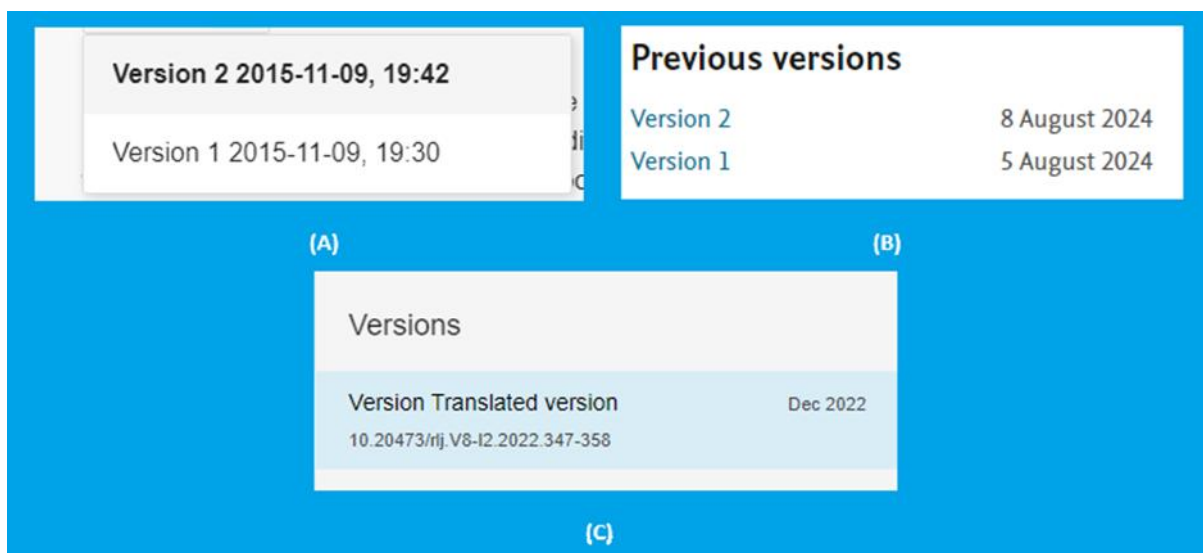 Version 2 2015-11-09, 19:42
Version 1 2015-11-09, 19:30
(A)
Previous versions
Version 2 8 August 2024
Version 1 5 August 2024
(B)
Versions
Version Translated version Dec 2022
10.20473/rlj.V8-I2.2022.347-358
(C)